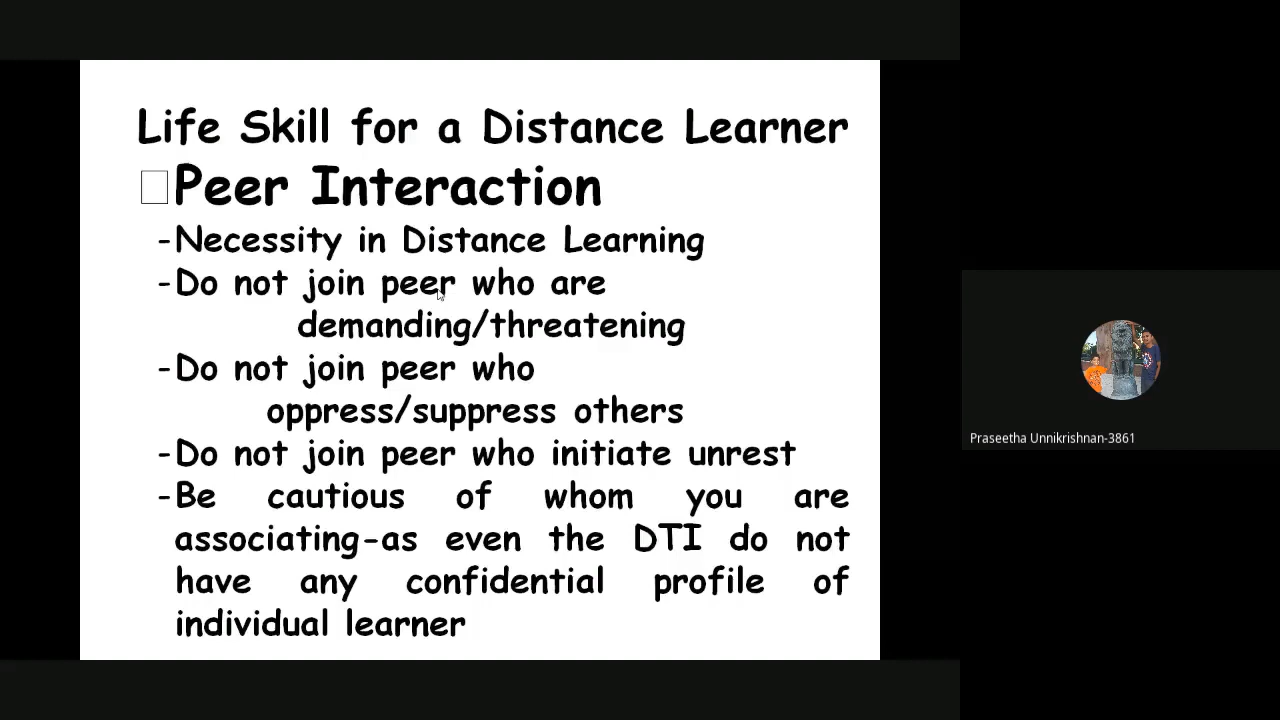 Life Skill for a Distance Learner
Peer Interaction
-Necessity in Distance Learning
-Do not join peer who are
demanding/threatening
-Do not join peer who
oppress/suppress others
-Do not join peer who initiate unrest
-Be cautious of whom you are
associating-as even the DTI do not
have any confidential profile of
individual learner
Praseetha Unnikrishnan-3861